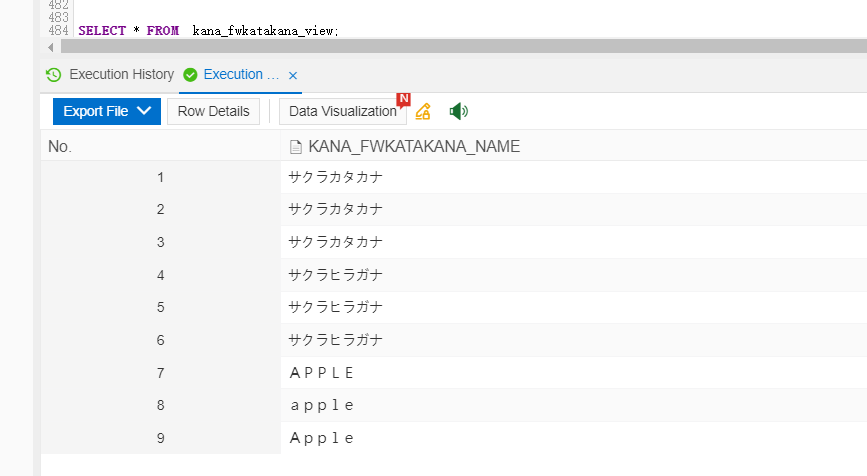 482
483
484 SELECT * FROM kana_fwkatakana_view;
Execution History Execution ... ×
Export File Row Details Data Visualization N
No. KANA_FWKATAKANA_NAME
1 サクラカタカナ
2 サクラカタカナ
3 サクラカタカナ
4 サクラヒラガナ
5 サクラヒラガナ
6 サクラヒラガナ
7 ＡＰＰＬＥ
8 ａｐｐｌｅ
9 Ａｐｐｌｅ